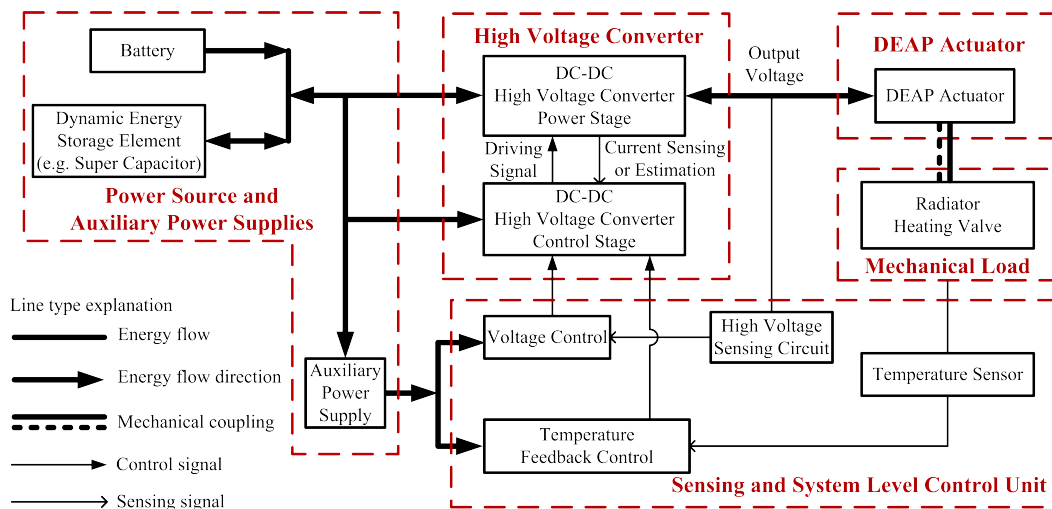 Battery
Dynamic Energy
Storage Element
(e.g. Super Capacitor)
Power Source and
Auxiliary Power Supplies
High Voltage Converter
DC-DC
High Voltage Converter
Power Stage
Driving
Signal
Current Sensing
or Estimation
DC-DC
High Voltage Converter
Control Stage
Output
Voltage
DEAP Actuator
DEAP Actuator
Radiator
Heating Valve
Mechanical Load
Line type explanation
Energy flow
Energy flow direction
Mechanical coupling
Control signal
Sensing signal
Auxiliary
Power
Supply
Voltage Control
High Voltage
Sensing Circuit
Temperature Sensor
Temperature
Feedback Control
Sensing and System Level Control Unit